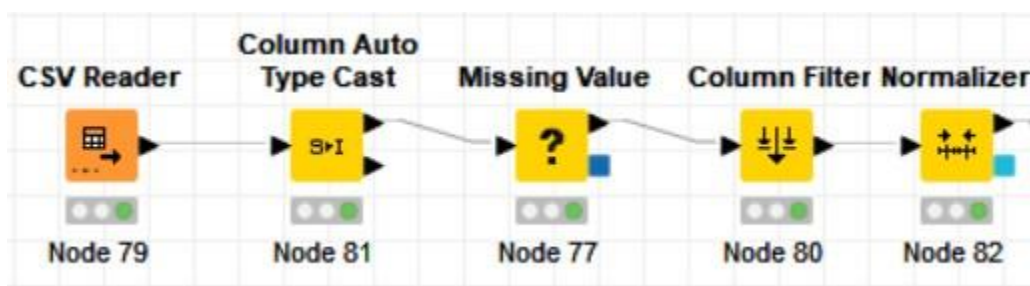 Column Auto
CSV Reader Type Cast Missing Value Column Filter Normalizer
S▸I ?
Node 79 Node 81 Node 77 Node 80 Node 82